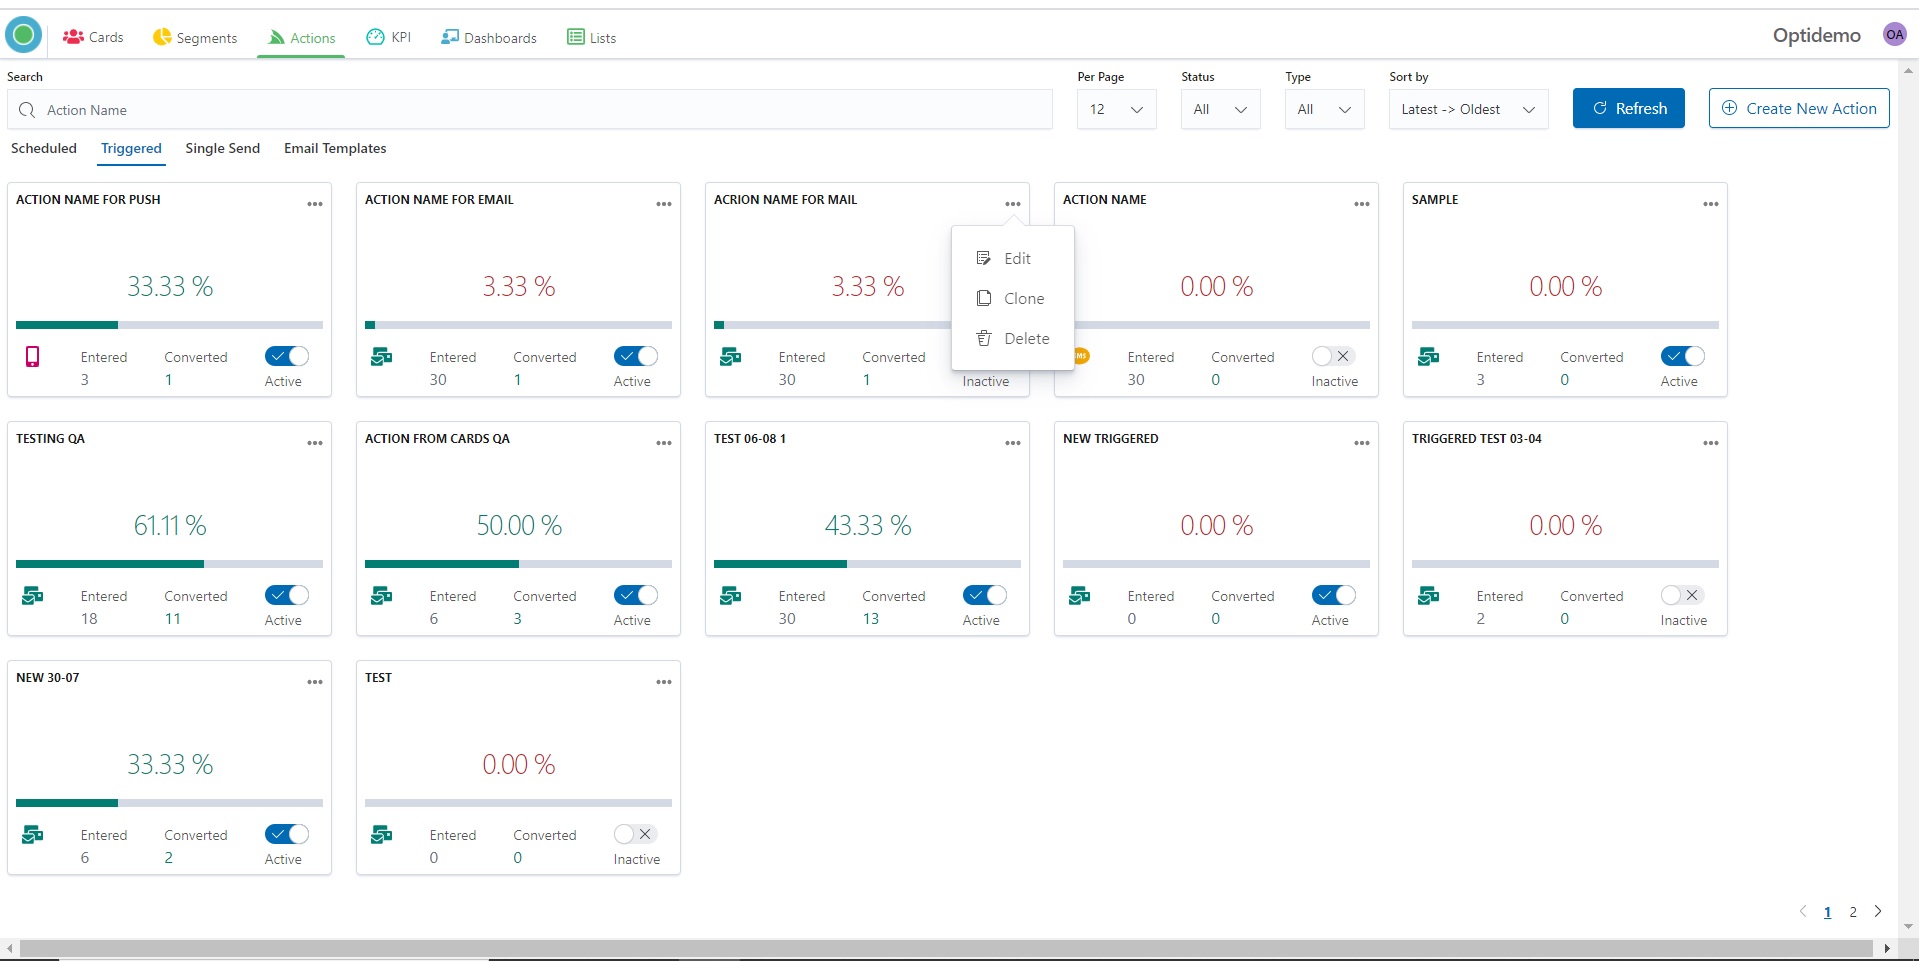 Cards
Segments
Actions
KPI
Dashboards
Lists
Optidemo
OA
Search
Per Page
Status
Type
Sort by
Action Name
12
All
All
Latest -> Oldest
Refresh
Create New Action
Scheduled
Triggered
Single Send
Email Templates
ACTION NAME FOR PUSH
33.33 %
Entered
3
Converted
1
Active
ACTION NAME FOR EMAIL
3.33 %
Entered
30
Converted
1
Active
ACRION NAME FOR MAIL
3.33 %
Entered
30
Converted
1
Inactive
Edit
Clone
Delete
ACTION NAME
0.00 %
Entered
30
Converted
0
Inactive
SAMPLE
0.00 %
Entered
3
Converted
0
Active
TESTING QA
61.11 %
Entered
18
Converted
11
Active
ACTION FROM CARDS QA
50.00 %
Entered
6
Converted
3
Active
TEST 06-08 1
43.33 %
Entered
30
Converted
13
Active
NEW TRIGGERED
0.00 %
Entered
0
Converted
0
Active
TRIGGERED TEST 03-04
0.00 %
Entered
2
Converted
0
Inactive
NEW 30-07
33.33 %
Entered
6
Converted
2
Active
TEST
0.00 %
Entered
0
Converted
0
Inactive
1 2